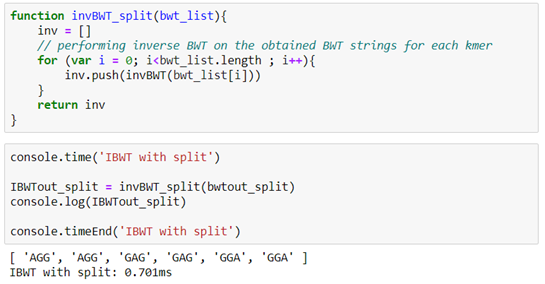 function invBWT_split(bwt_list){
    inv = []
    // performing inverse BWT on the obtained BWT strings for each kmer
    for (var i = 0; i<bwt_list.length ; i++){
        inv.push(invBWT(bwt_list[i]))
    }
    return inv
}
console.time('IBWT with split')
IBWTout_split = invBWT_split(bwtout_split)
console.log(IBWTout_split)
console.timeEnd('IBWT with split')
[ 'AGG', 'AGG', 'GAG', 'GAG', 'GGA', 'GGA' ]
IBWT with split: 0.701ms